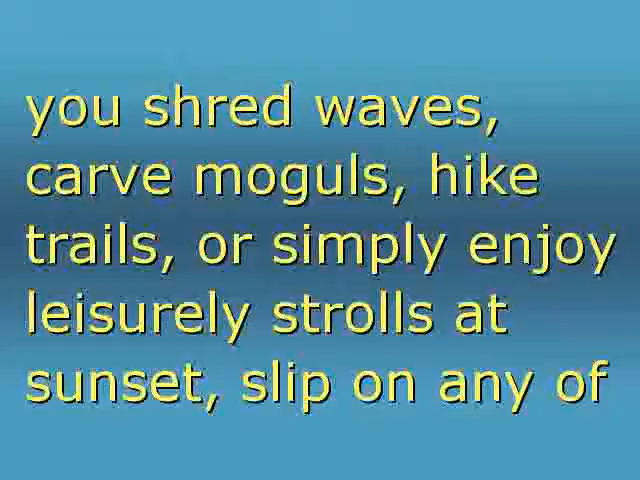 you shred waves,
carve moguls, hike
trails, or simply enjoy
leisurely strolls at
sunset, slip on any of